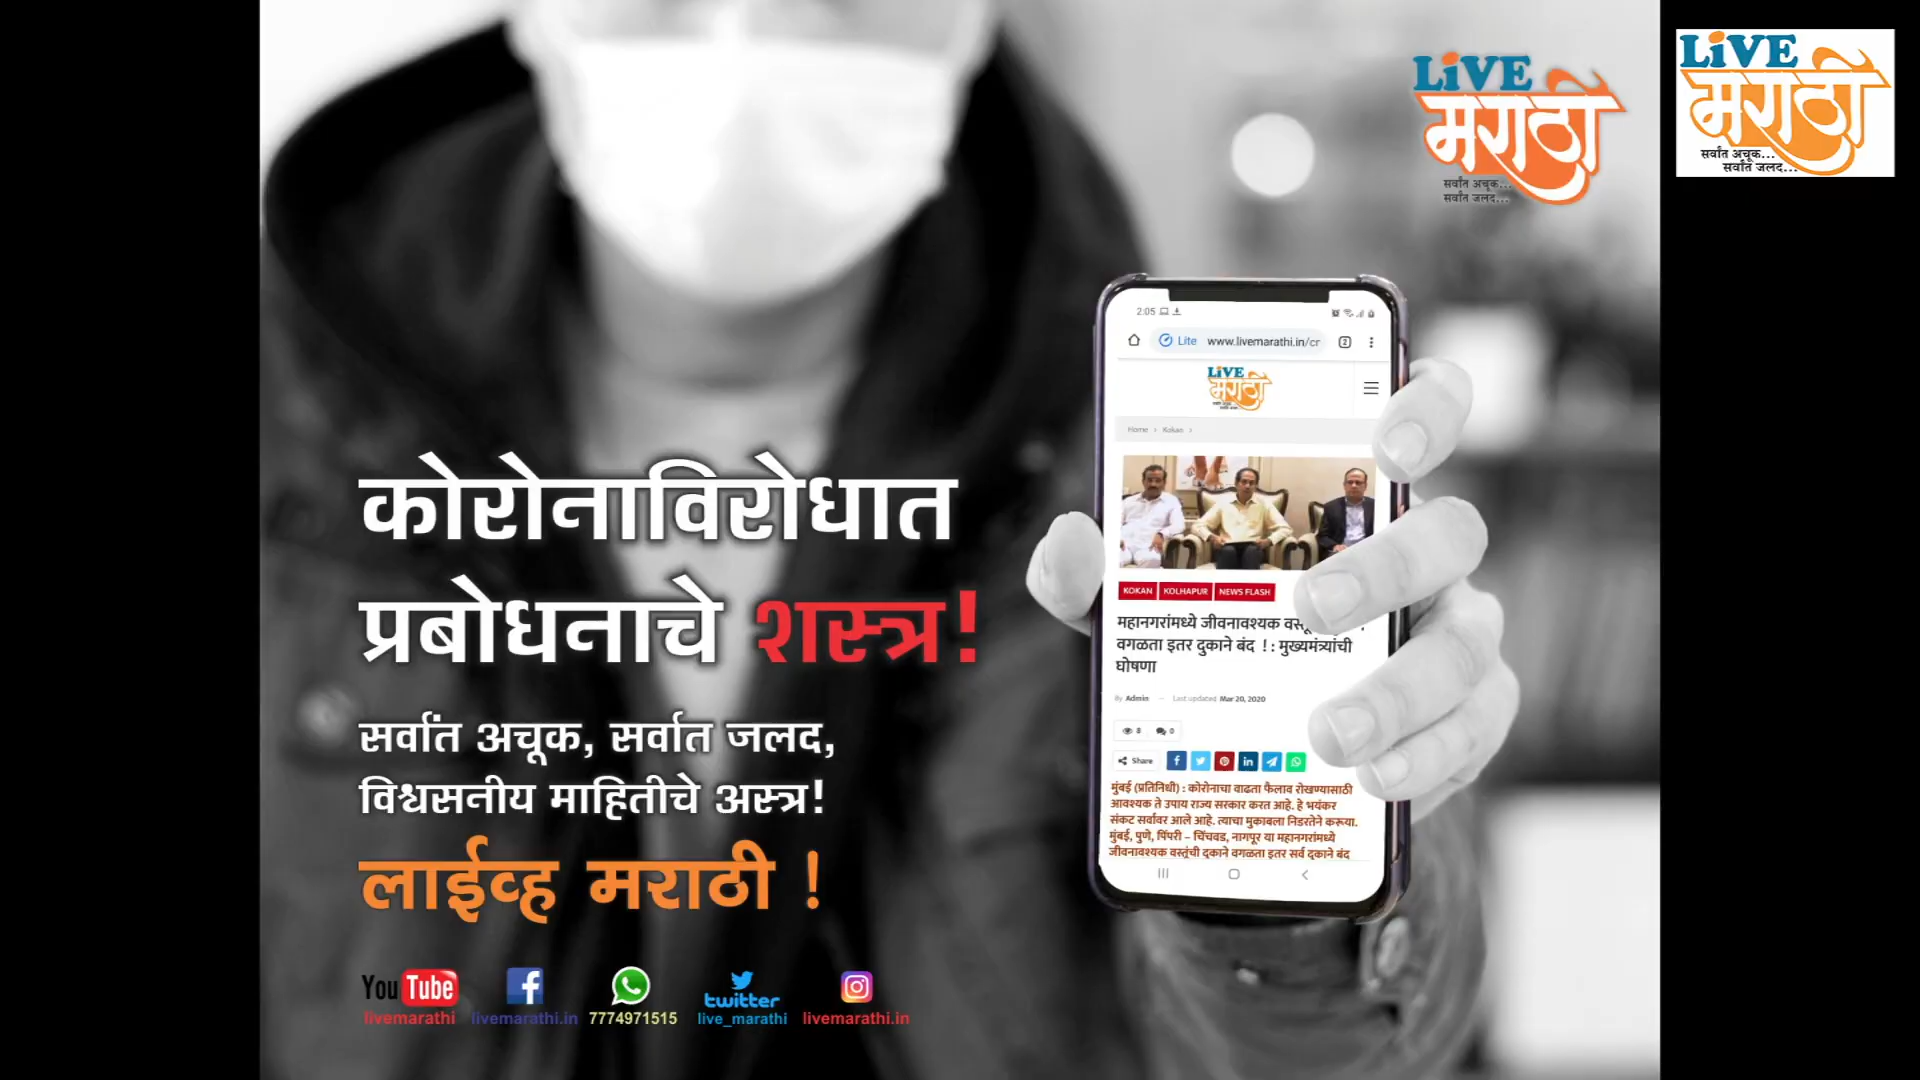 LiVE
मराठी
सर्वांत अचूक...
सर्वांत जलद...
LiVE
मराठी
सर्वांत अचूक...
सर्वांत जलद...
कोरोनाविरोधात
प्रबोधनाचे शस्त्र!
सर्वांत अचूक, सर्वात जलद,
विश्वसनीय माहितीचे अस्त्र!
लाईव्ह मराठी !
YouTube
livemarathi
livemarathi.in
7774971515
twitter
live_marathi
livemarathi.in
2:05
Lite www.livemarathi.in/cr 2
LiVE
मराठी
Home > Kokan >
KOKAN KOLHAPUR NEWS FLASH
महानगरांमध्ये जीवनावश्यक
वगळता इतर दुकाने बंद ! : मुख्यमंत्र्यांची
घोषणा
By Admin — Last updated Mar 20, 2020
8 0
Share
मुंबई (प्रतिनिधी) : कोरोनाचा वाढता फैलाव रोखण्यासाठी
आवश्यक ते उपाय राज्य सरकार करत आहे. हे भयंकर
संकट सर्वांवर आले आहे. त्याचा मुकाबला निडरतेने करूया.
मुंबई, पुणे, पिंपरी – चिंचवड, नागपूर या महानगरांमध्ये
जीवनावश्यक वस्तूंची दुकाने वगळता इतर सर्व दुकाने बंद